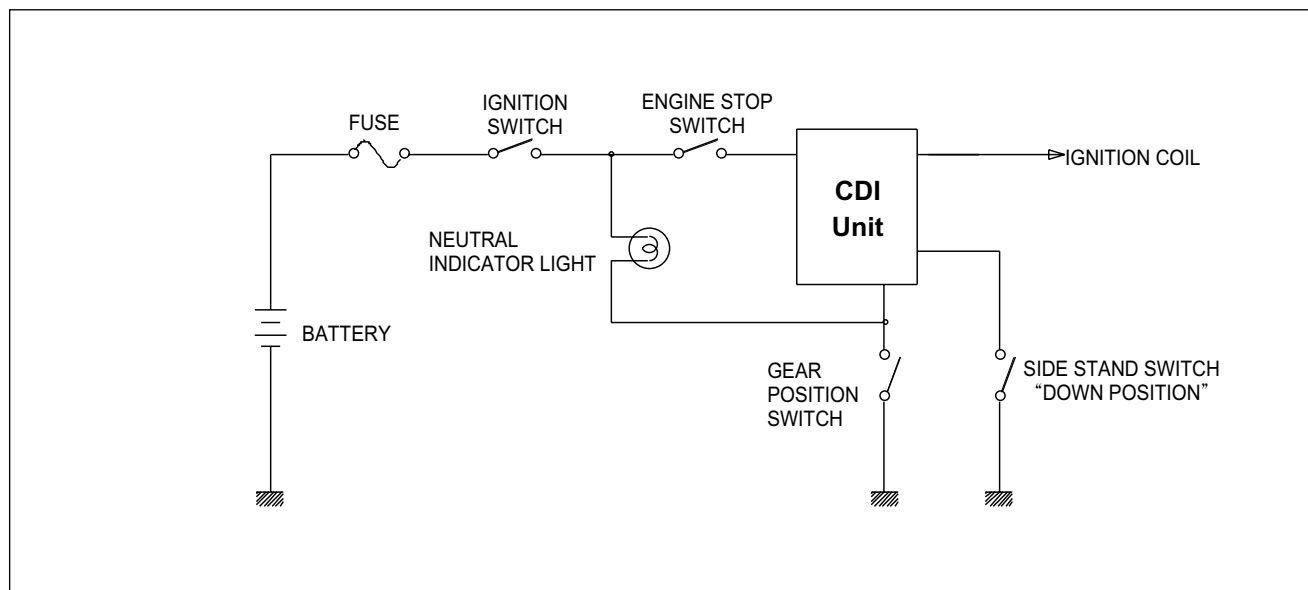 FUSE
IGNITION
SWITCH
ENGINE STOP
SWITCH
CDI
Unit
IGNITION COIL
NEUTRAL
INDICATOR LIGHT
BATTERY
GEAR
POSITION
SWITCH
SIDE STAND SWITCH
“DOWN POSITION”